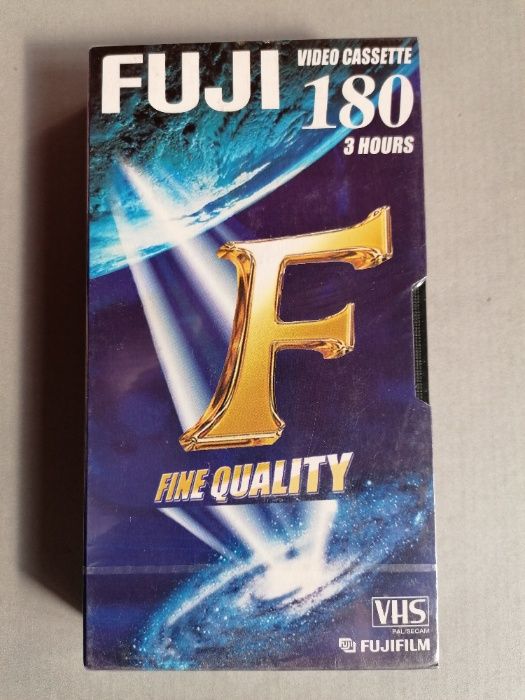 FUJI
VIDEO CASSETTE
180
3 HOURS
F
FINE QUALITY
VHS
PAL/SECAM
FUJIFILM